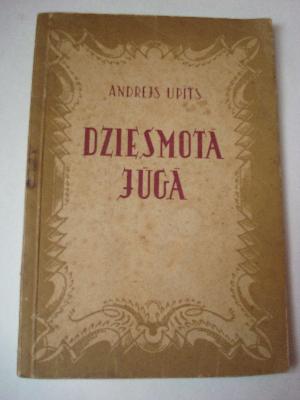 ANDREJS UPĪTS
DZIESMOTĀ
JŪGĀ